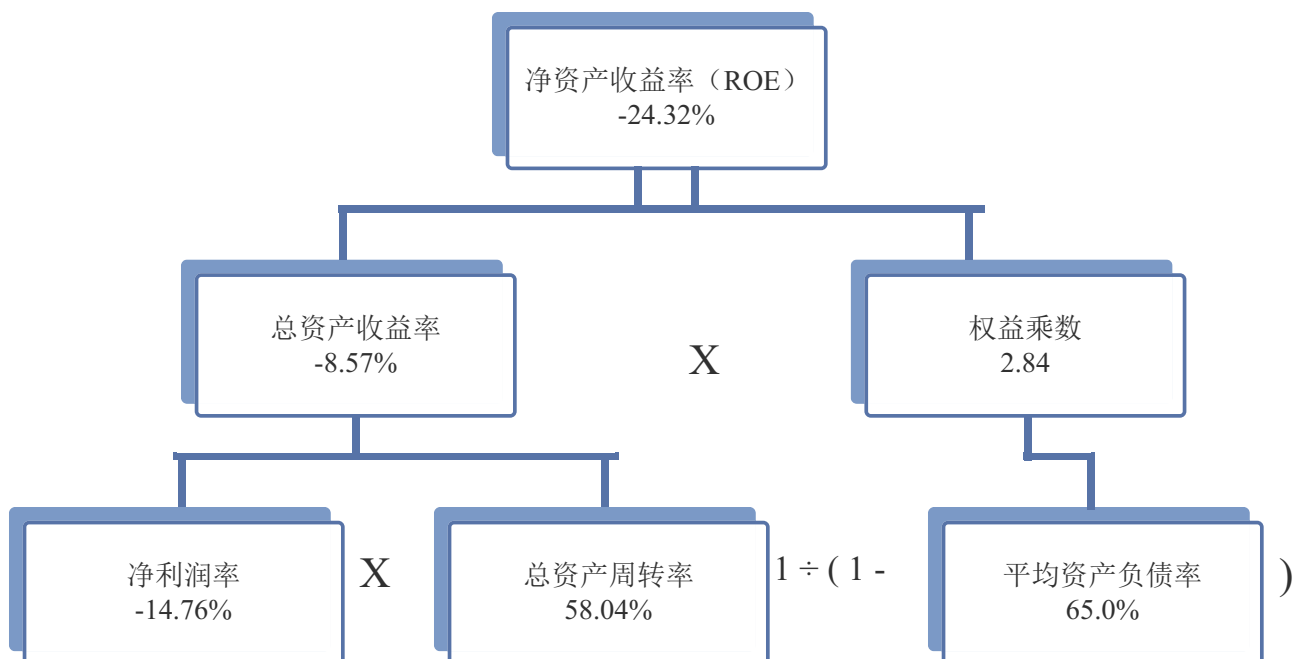 净资产收益率（ROE）
-24.32%
总资产收益率
-8.57%
X
权益乘数
2.84
净利润率
-14.76%
X
总资产周转率
58.04%
1 ÷ ( 1 -
平均资产负债率
65.0%
)